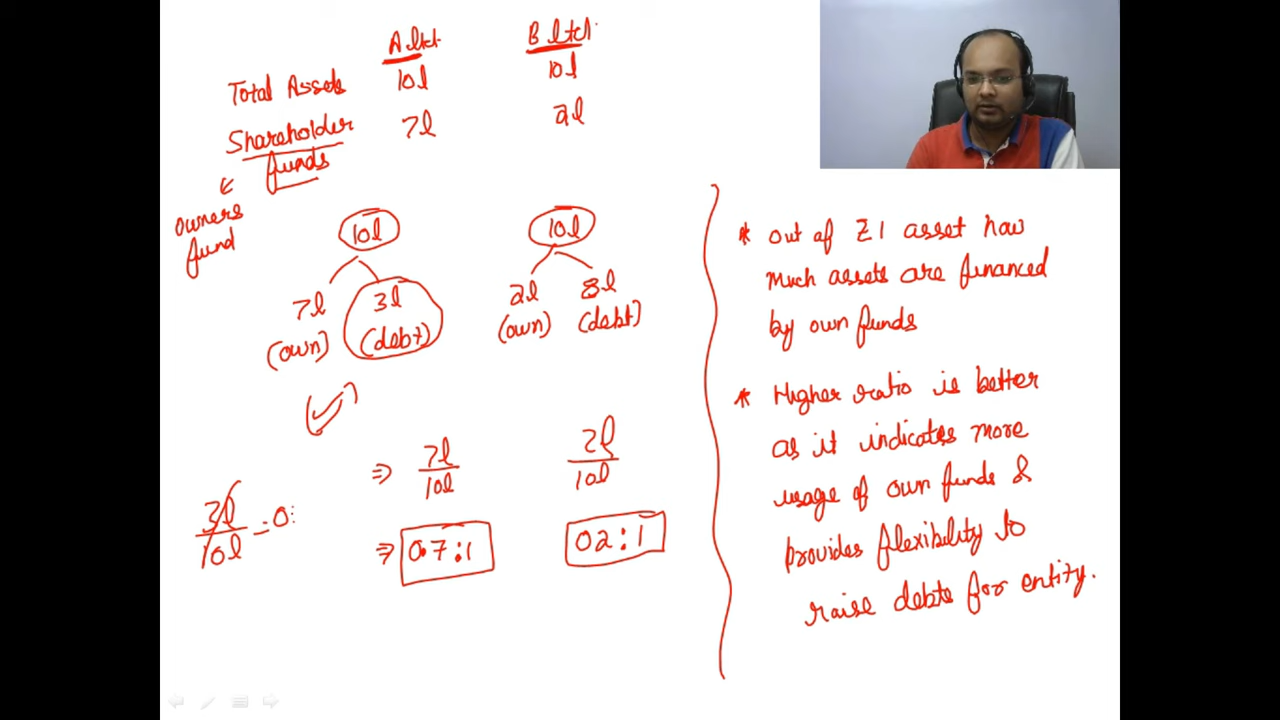 A Ltd. B Ltd.
Total Assets 10l 10l
Shareholder 7l 2l
funds
owners
fund
10l 10l
7l 3l 2l 8l
(own) (debt) (own) (debt)
⇒ 7l/10l 2l/10l
3l/10l = 0:
⇒ 0.7:1 02:1
* out of ₹1 asset how
much assets are financed
by own funds
* Higher ratio is better
as it indicates more
usage of own funds &
provides flexibility to
raise debts for entity.